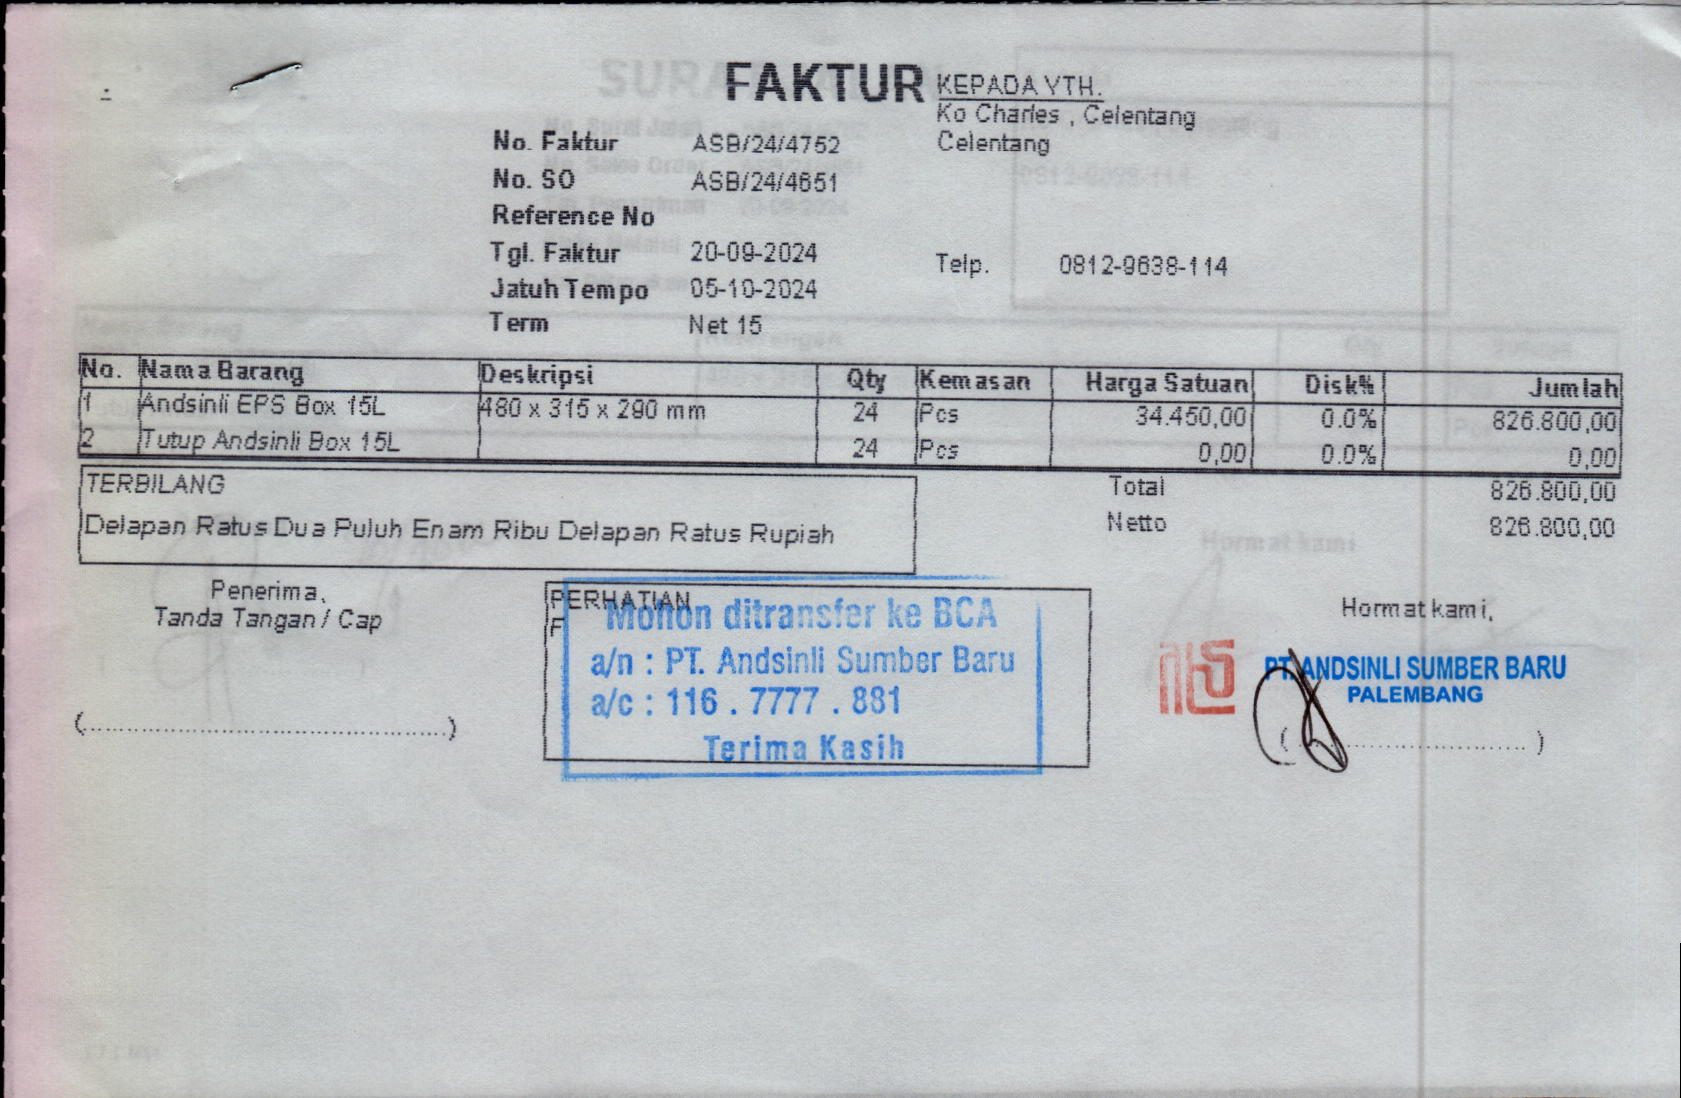 FAKTUR
KEPADA YTH.
Ko Charles , Celentang
Celentang
No. Faktur ASB/24/4752
No. SO ASB/24/4651
Reference No
Tgl. Faktur 20-09-2024
Telp. 0812-9638-114
Jatuh Tempo 05-10-2024
Term Net 15
No. Nama Barang Deskripsi Qty Kemasan Harga Satuan Disk% Jumlah
1 Andsinli EPS Box 15L 480 x 315 x 290 mm 24 Pcs 34.450,00 0.0% 826.800,00
2 Tutup Andsinli Box 15L 24 Pcs 0,00 0.0% 0,00
TERBILANG
Delapan Ratus Dua Puluh Enam Ribu Delapan Ratus Rupiah
Total 826.800,00
Netto 826.800,00
Penerima,
Tanda Tangan / Cap
(................................................)
PERHATIAN
F
Mohon ditransfer ke BCA
a/n : PT. Andsinli Sumber Baru
a/c : 116 . 7777 . 881
Terima Kasih
Hormat kami,
PT. ANDSINLI SUMBER BARU
PALEMBANG
(................................)